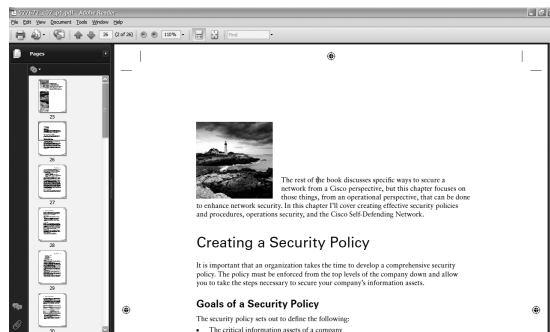 Adobe Reader
File Edit View Document Tools Window Help
26 (2 of 26) 110% Find
Pages
25
26
27
28
29
30
The rest of the book discusses specific ways to secure a
network from a Cisco perspective, but this chapter focuses on
those things, from an operational perspective, that can be done
to enhance network security. In this chapter I'll cover creating effective security policies
and procedures, operations security, and the Cisco Self-Defending Network.
Creating a Security Policy
It is important that an organization takes the time to develop a comprehensive security
policy. The policy must be enforced from the top levels of the company down and allow
you to take the steps necessary to secure your company's information assets.
Goals of a Security Policy
The security policy sets out to define the following:
▪ The critical information assets of a company